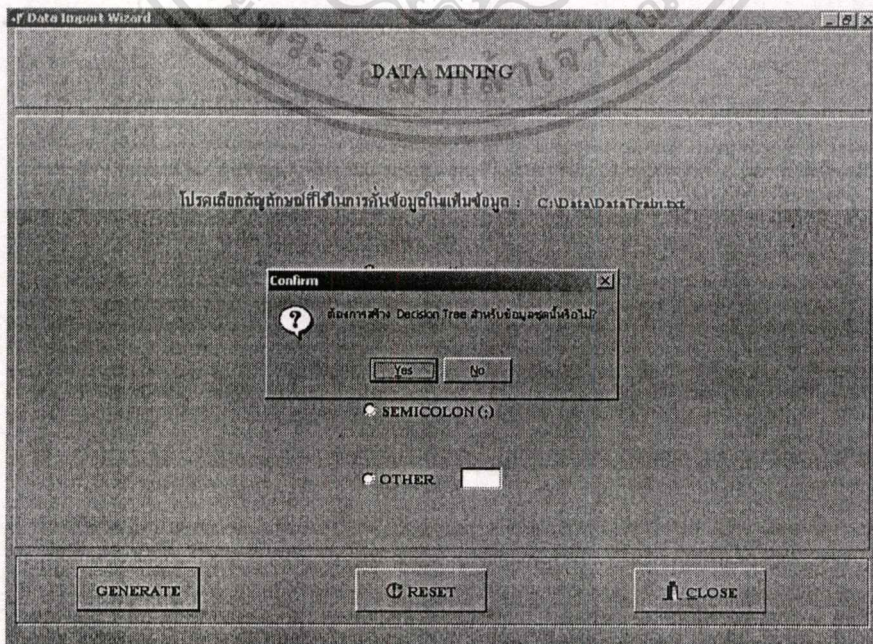 Data Import Wizard
DATA MINING
โปรดเลือกสัญลักษณ์ที่ใช้ในการคั่นข้อมูลในแฟ้มข้อมูล : C:\Data\DataTrain.txt
Confirm
ต้องการสร้าง Decision Tree สำหรับข้อมูลชุดนี้หรือไม่?
Yes No
SEMICOLON (;)
OTHER
GENERATE RESET CLOSE